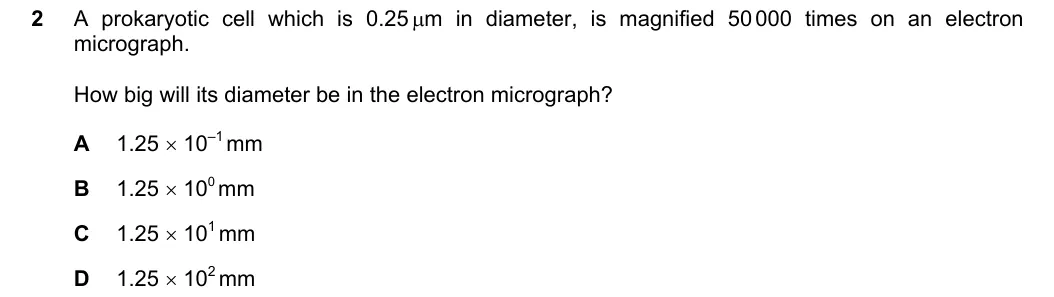 2 A prokaryotic cell which is 0.25 μm in diameter, is magnified 50 000 times on an electron
micrograph.
How big will its diameter be in the electron micrograph?
A 1.25 × 10⁻¹ mm
B 1.25 × 10⁰ mm
C 1.25 × 10¹ mm
D 1.25 × 10² mm